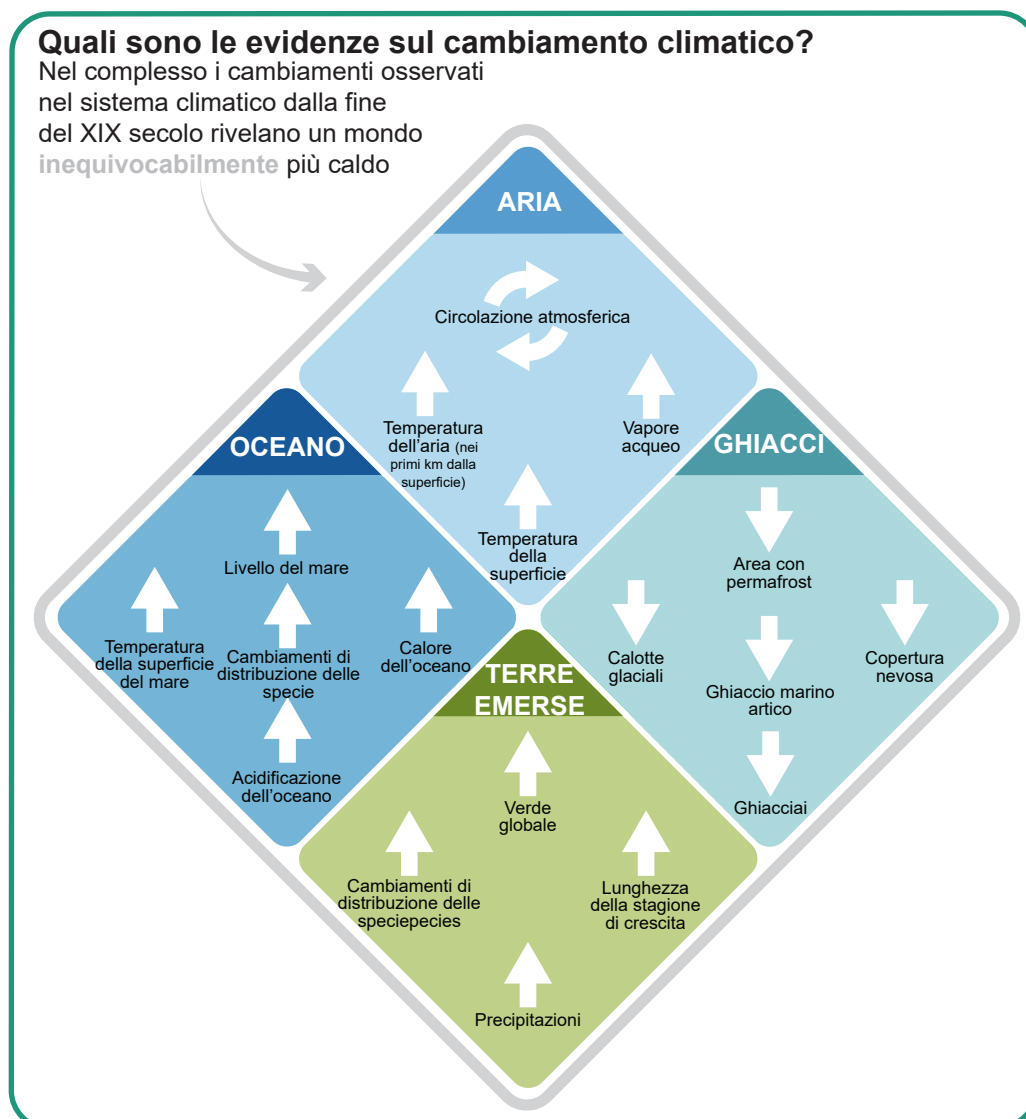 Quali sono le evidenze sul cambiamento climatico?
Nel complesso i cambiamenti osservati
nel sistema climatico dalla fine
del XIX secolo rivelano un mondo
inequivocabilmente più caldo
ARIA
Circolazione atmosferica
Temperatura
dell'aria (nei
primi km dalla
superficie)
Vapore
acqueo
Temperatura
della
superficie
OCEANO
Livello del mare
Temperatura
della superficie
del mare
Cambiamenti di
distribuzione delle
specie
Calore
dell'oceano
Acidificazione
dell'oceano
GHIACCI
Area con
permafrost
Calotte
glaciali
Ghiaccio marino
artico
Copertura
nevosa
Ghiacciai
TERRE
EMERSE
Verde
globale
Cambiamenti di
distribuzione delle
speciepecies
Lunghezza
della stagione
di crescita
Precipitazioni